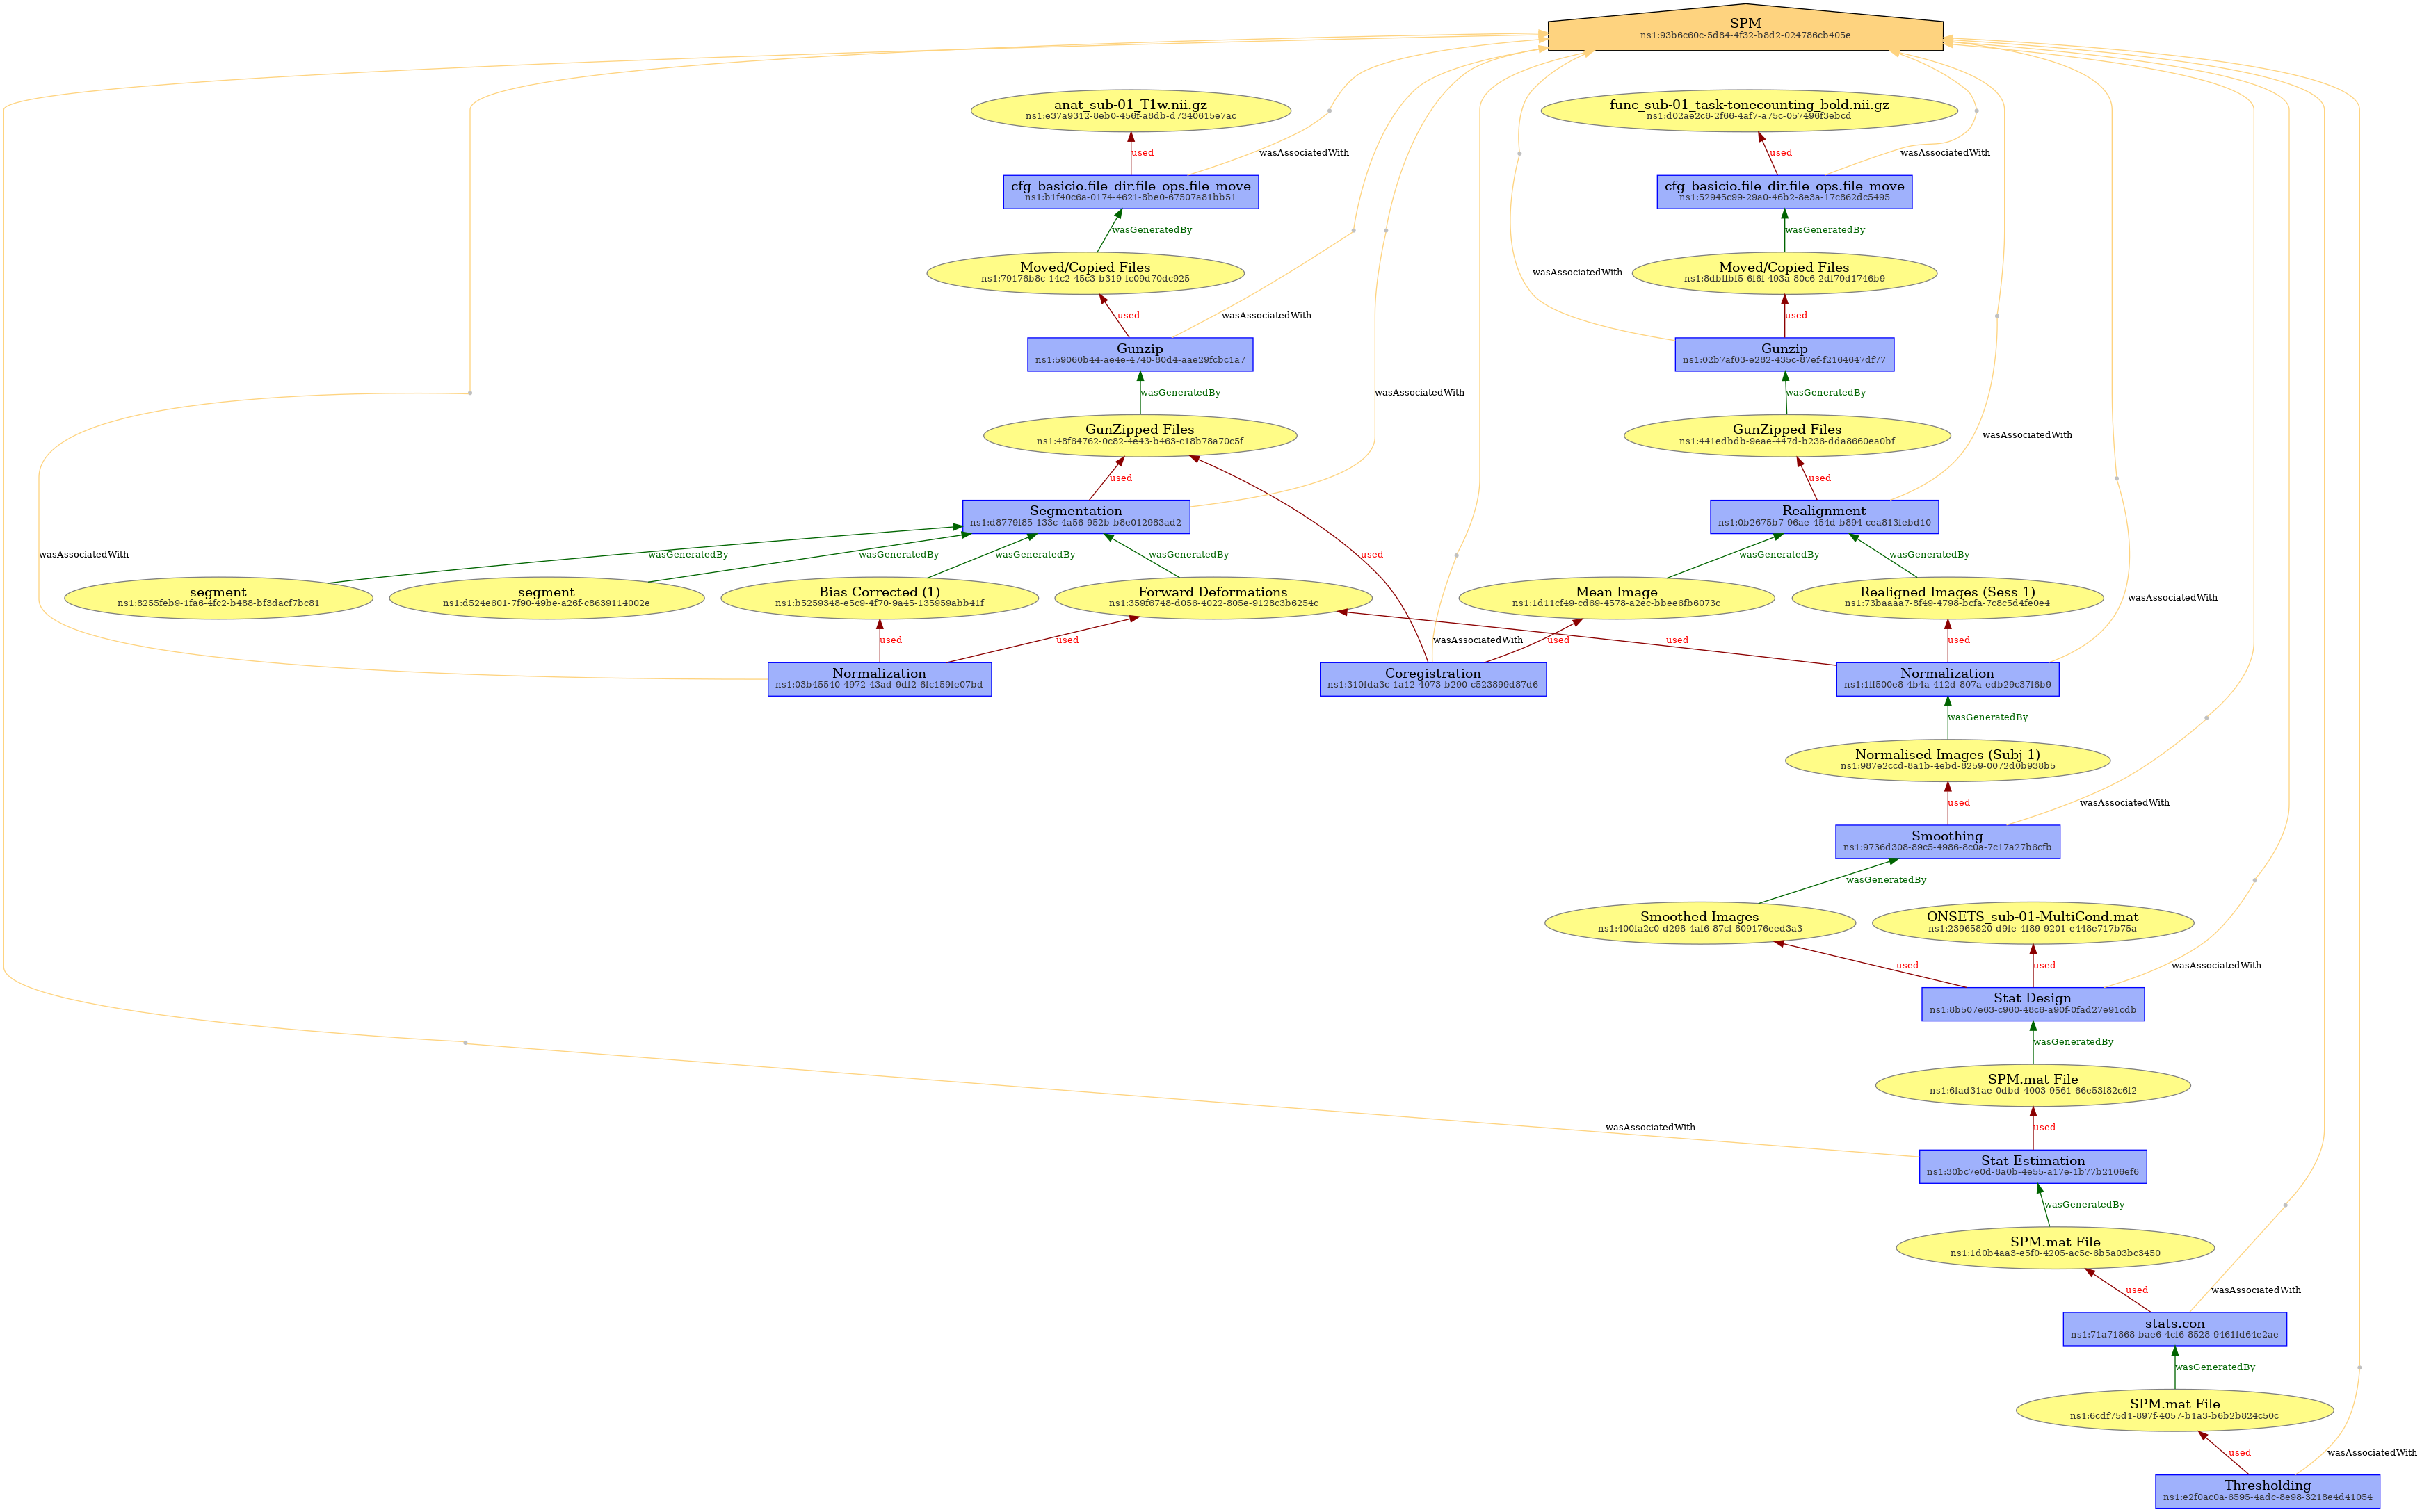 SPM
ns1:93b6c60c-5d84-4f32-b8d2-024786cb405e
anat_sub-01_T1w.nii.gz
ns1:e37a9312-8eb0-456f-a8db-d7340615e7ac
func_sub-01_task-tonecounting_bold.nii.gz
ns1:d02ae2c6-2f66-4af7-a75c-057496f3ebcd
used
wasAssociatedWith
used
wasAssociatedWith
cfg_basicio.file_dir.file_ops.file_move
ns1:b1f40c6a-0174-4621-8be0-67507a81bb51
cfg_basicio.file_dir.file_ops.file_move
ns1:52945c99-29a0-46b2-8e3a-17c862dc5495
wasGeneratedBy
wasGeneratedBy
Moved/Copied Files
ns1:79176b8c-14c2-45c3-b319-fc09d70dc925
wasAssociatedWith
Moved/Copied Files
ns1:8dbffbf5-6f6f-493a-80c6-2df79d1746b9
used
wasAssociatedWith
used
Gunzip
ns1:59060b44-ae4e-4740-80d4-aae29fcbc1a7
Gunzip
ns1:02b7af03-e282-435c-87ef-f2164647df77
wasGeneratedBy
wasAssociatedWith
wasGeneratedBy
GunZipped Files
ns1:48f64762-0c82-4e43-b463-c18b78a70c5f
GunZipped Files
ns1:441edbdb-9eae-447d-b236-dda8660ea0bf
wasAssociatedWith
used
used
Segmentation
ns1:d8779f85-133c-4a56-952b-b8e012983ad2
Realignment
ns1:0b2675b7-96ae-454d-b894-cea813febd10
wasAssociatedWith
wasGeneratedBy
wasGeneratedBy
wasGeneratedBy
wasGeneratedBy
used
wasGeneratedBy
wasGeneratedBy
segment
ns1:8255feb9-1fa6-4fc2-b488-bf3dacf7bc81
segment
ns1:d524e601-7f90-49be-a26f-c8639114002e
Bias Corrected (1)
ns1:b5259348-e5c9-4f70-9a45-135959abb41f
Forward Deformations
ns1:359f6748-d056-4022-805e-9128c3b6254c
Mean Image
ns1:1d11cf49-cd69-4578-a2ec-bbee6fb6073c
Realigned Images (Sess 1)
ns1:73baaaa7-8f49-4798-bcfa-7c8c5d4fe0e4
wasAssociatedWith
used
used
wasAssociatedWith
used
used
used
Normalization
ns1:03b45540-4972-43ad-9df2-6fc159fe07bd
Coregistration
ns1:310fda3c-1a12-4073-b290-c523899d87d6
Normalization
ns1:1ff500e8-4b4a-412d-807a-edb29c37f6b9
wasGeneratedBy
Normalised Images (Subj 1)
ns1:987e2ccd-8a1b-4ebd-8259-0072d0b938b5
used
wasAssociatedWith
Smoothing
ns1:9736d308-89c5-4986-8c0a-7c17a27b6cfb
wasGeneratedBy
Smoothed Images
ns1:400fa2c0-d298-4af6-87cf-809176eed3a3
ONSETS_sub-01-MultiCond.mat
ns1:23965820-d9fe-4f89-9201-e448e717b75a
used
used
wasAssociatedWith
Stat Design
ns1:8b507e63-c960-48c6-a90f-0fad27e91cdb
wasGeneratedBy
SPM.mat File
ns1:6fad31ae-0dbd-4003-9561-66e53f82c6f2
wasAssociatedWith
used
Stat Estimation
ns1:30bc7e0d-8a0b-4e55-a17e-1b77b2106ef6
wasGeneratedBy
SPM.mat File
ns1:1d0b4aa3-e5f0-4205-ac5c-6b5a03bc3450
used
wasAssociatedWith
stats.con
ns1:71a71868-bae6-4cf6-8528-9461fd64e2ae
wasGeneratedBy
SPM.mat File
ns1:6cdf75d1-897f-4057-b1a3-b6b2b824c50c
used
wasAssociatedWith
Thresholding
ns1:e2f0ac0a-6595-4adc-8e98-3218e4d41054